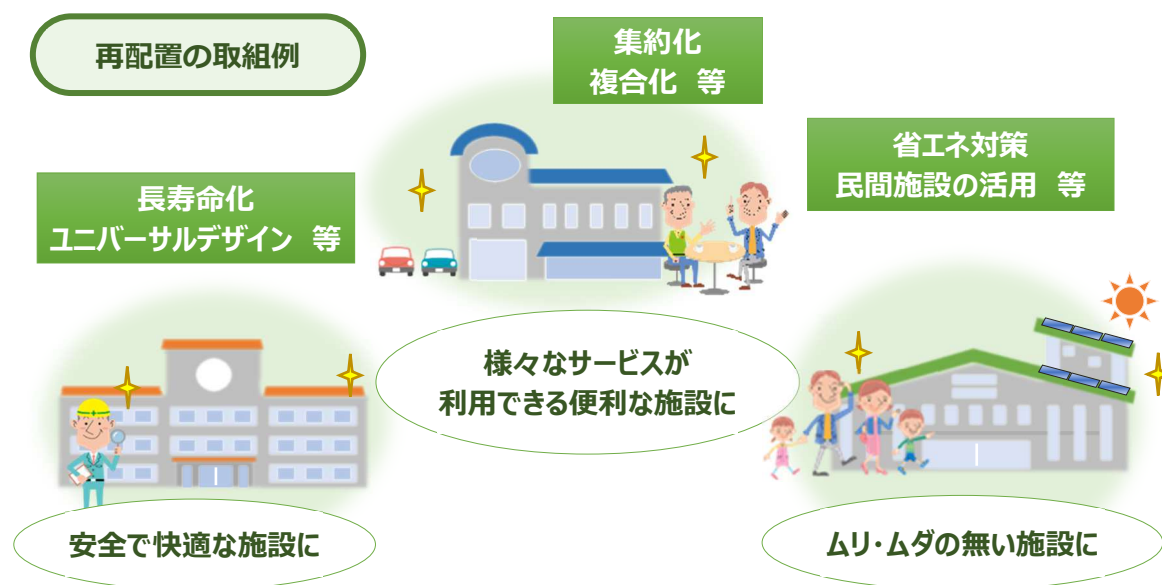 再配置の取組例
集約化
複合化 等
省エネ対策
民間施設の活用 等
長寿命化
ユニバーサルデザイン 等
様々なサービスが
利用できる便利な施設に
安全で快適な施設に
ムリ・ムダの無い施設に